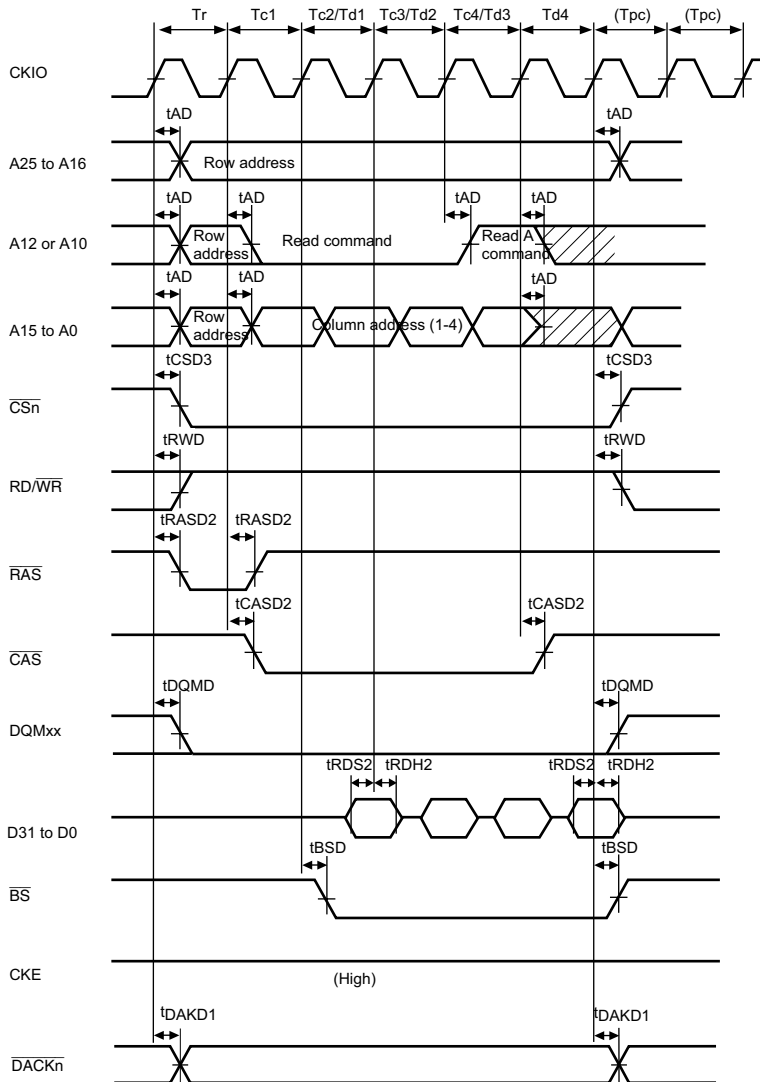 Tr Tc1 Tc2/Td1 Tc3/Td2 Tc4/Td3 Td4 (Tpc) (Tpc)
CKIO
tAD tAD
A25 to A16 Row address
tAD tAD tAD tAD
A12 or A10 Row address Read command Read A command
tAD tAD tAD
A15 to A0 Row address Column address (1-4)
tCSD3 tCSD3
CSn
tRWD tRWD
RD/WR
tRASD2 tRASD2
RAS
tCASD2 tCASD2
CAS
tDQMD tDQMD
DQMxx
tRDS2 tRDH2 tRDS2 tRDH2
D31 to D0
tBSD tBSD
BS
CKE (High)
tDAKD1 tDAKD1
DACKn